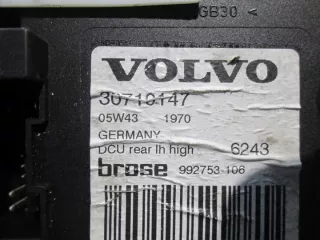 GB30 <
VOLVO
30710147
05W43 1970
GERMANY
DCU rear lh high 6243
brose 992753-106